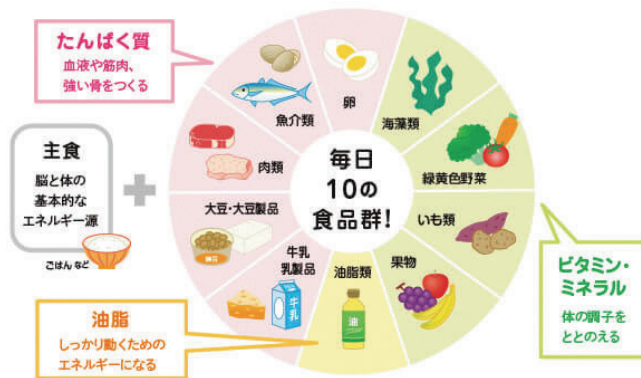 たんぱく質
血液や筋肉、
強い骨をつくる
主食
脳と体の
基本的な
エネルギー源
ごはん など
毎日
10の
食品群!
卵
海藻類
緑黄色野菜
いも類
果物
油脂類
牛乳
乳製品
大豆・大豆製品
肉類
魚介類
牛乳
油
油脂
しっかり動くための
エネルギーになる
ビタミン・
ミネラル
体の調子を
ととのえる